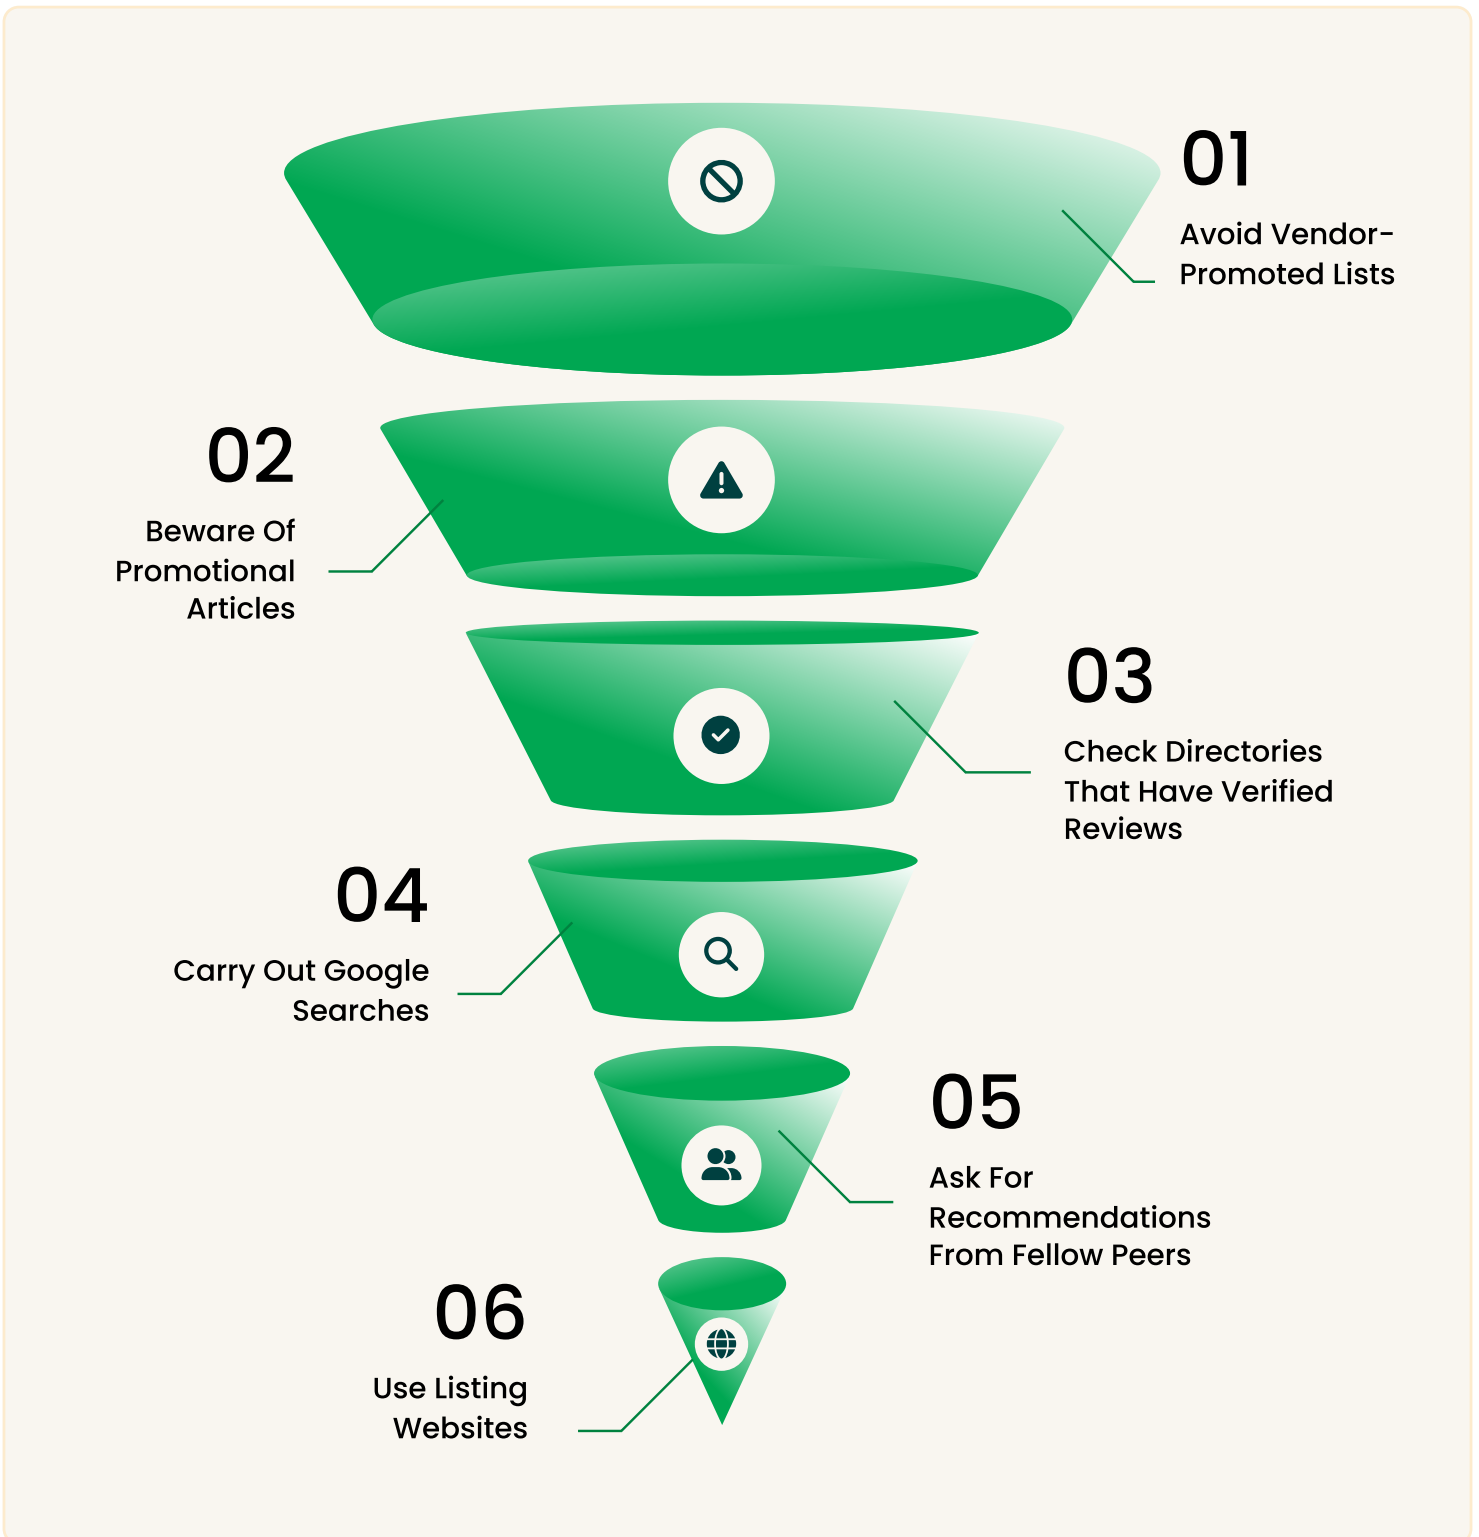 01
Avoid Vendor-
Promoted Lists
02
Beware Of
Promotional
Articles
03
Check Directories
That Have Verified
Reviews
04
Carry Out Google
Searches
05
Ask For
Recommendations
From Fellow Peers
06
Use Listing
Websites